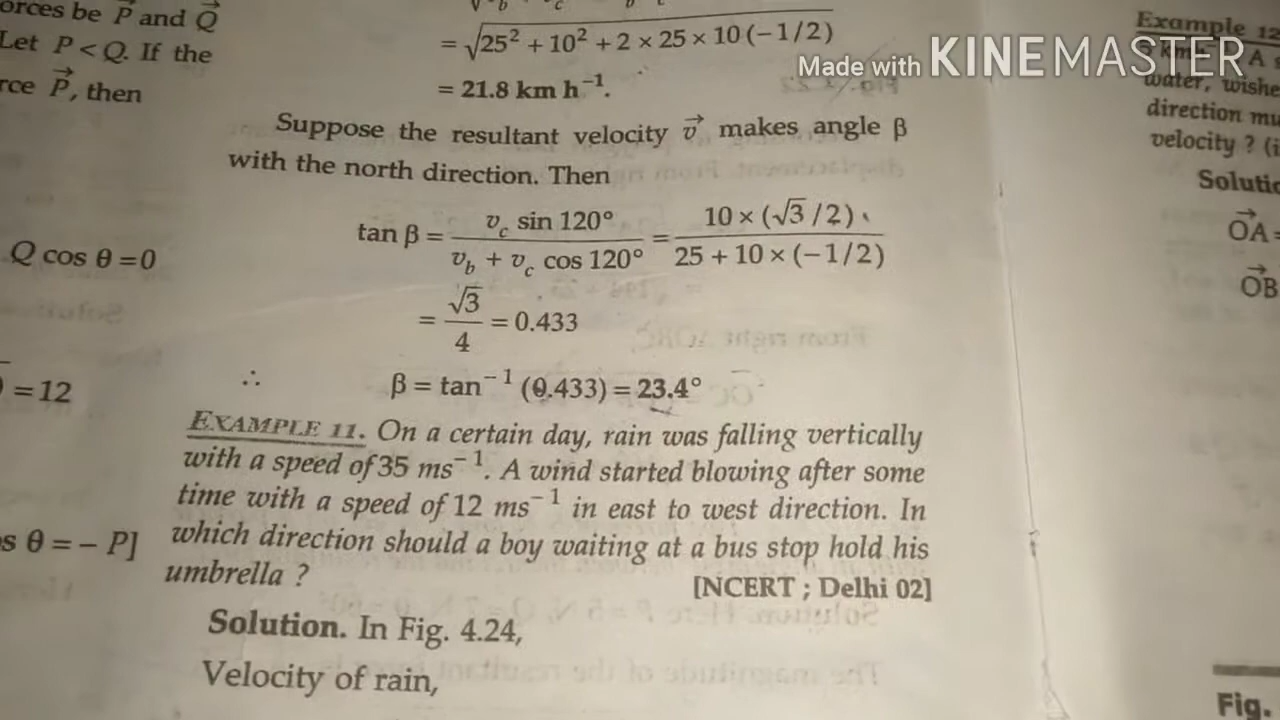 orces be P⃗ and Q⃗
Let P < Q. If the
rce P⃗, then
Q cos θ = 0
= 12
s θ = – P]
= √25² + 10² + 2 × 25 × 10 (–1/2)
= 21.8 km h⁻¹.
Suppose the resultant velocity v⃗ makes angle β
with the north direction. Then
tan β = v_c sin 120° / v_b + v_c cos 120° = 10 × (√3 /2) / 25 + 10 × (–1/2)
= √3 / 4 = 0.433
∴ β = tan⁻¹ (0.433) = 23.4°
EXAMPLE 11. On a certain day, rain was falling vertically
with a speed of 35 ms⁻¹. A wind started blowing after some
time with a speed of 12 ms⁻¹ in east to west direction. In
which direction should a boy waiting at a bus stop hold his
umbrella ?
[NCERT ; Delhi 02]
Solution. In Fig. 4.24,
Velocity of rain,
Made with KINEMASTER
Example 12
A
water, wishe
direction mu
velocity ? (i
Solutio
OA⃗ =
OB⃗
Fig.